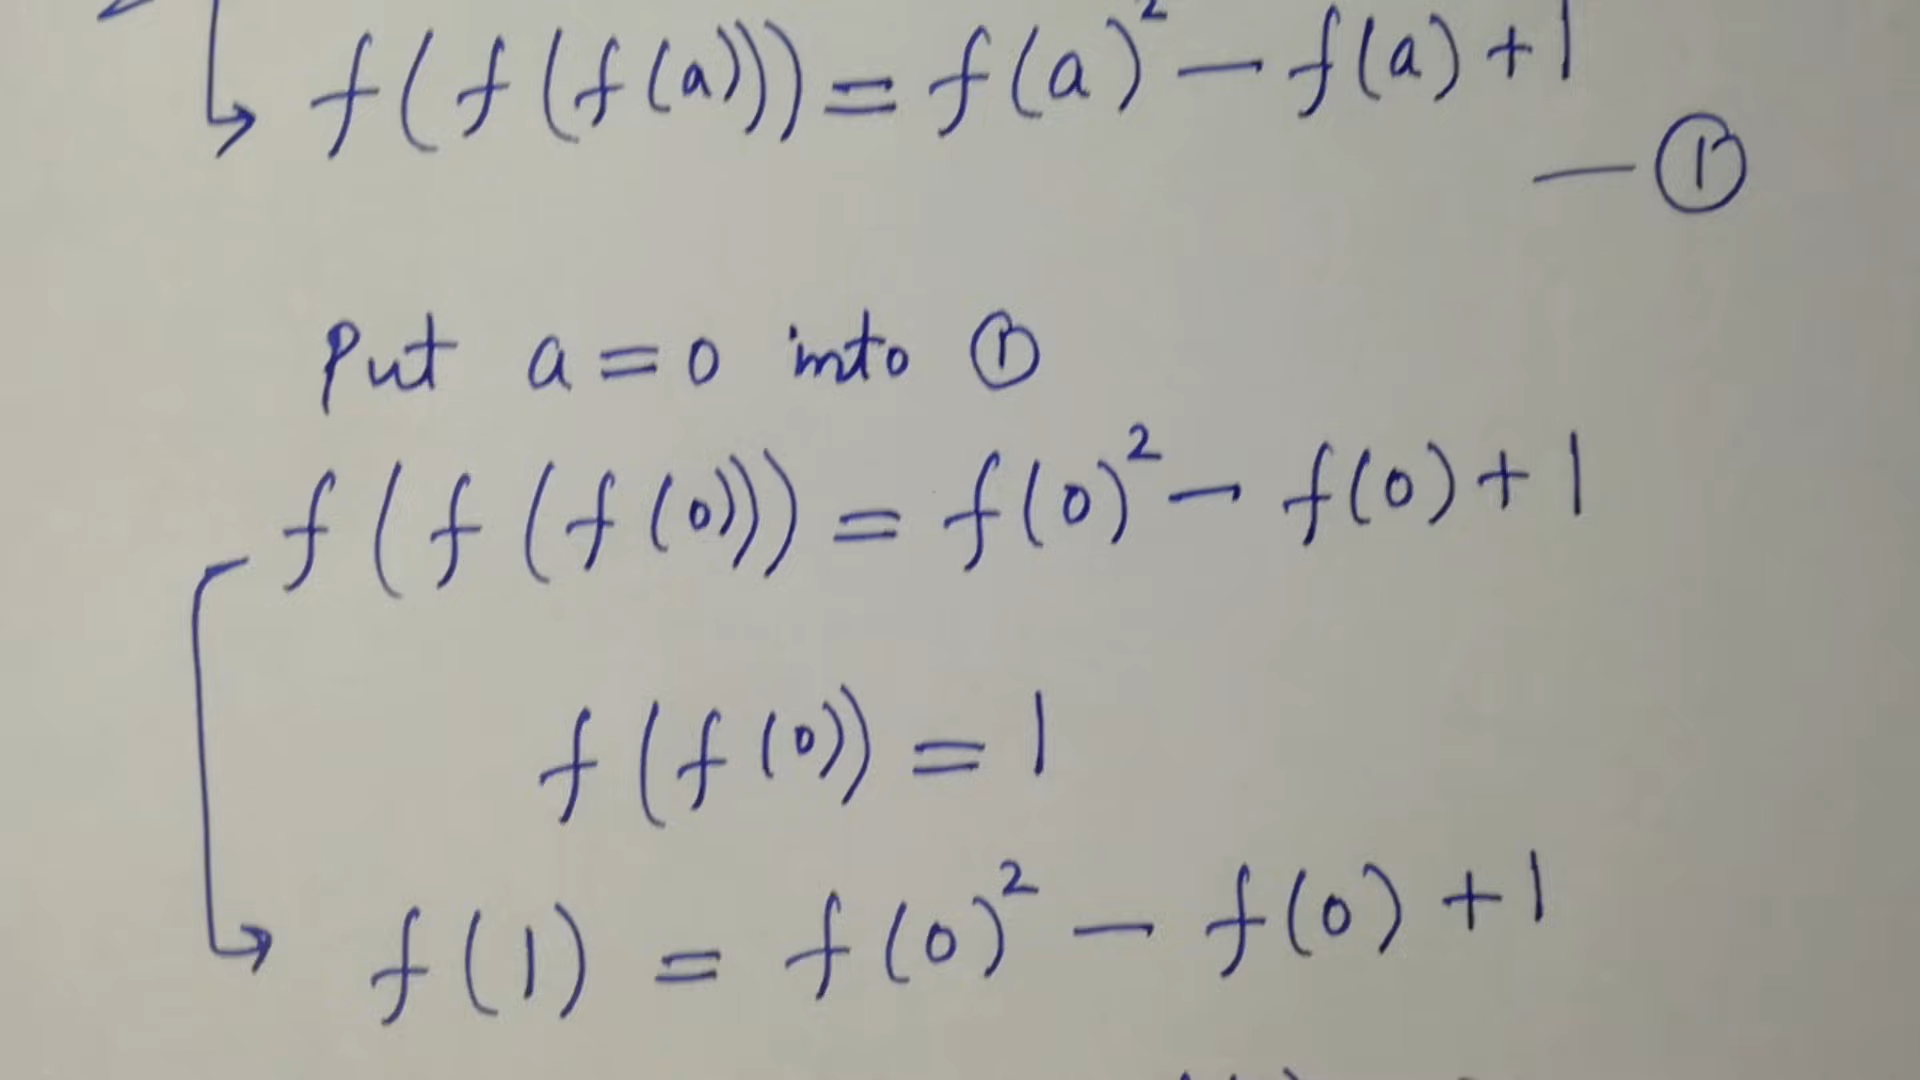 f(f(f(a))) = f(a)² - f(a) + 1
— ①
Put a = 0 into ①
f(f(f(0))) = f(0)² - f(0) + 1
f(f(0)) = 1
f(1) = f(0)² - f(0) + 1